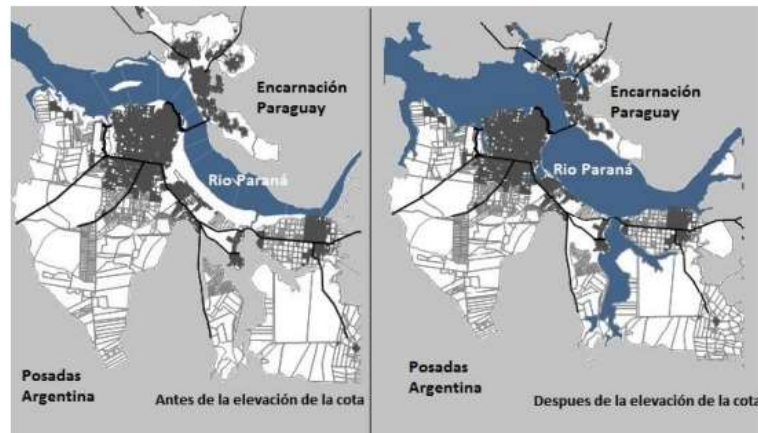 Encarnación
Paraguay
Rio Paraná
Posadas
Argentina
Antes de la elevación de la cota
Encarnación
Paraguay
Rio Paraná
Posadas
Argentina
Despues de la elevación de la cota